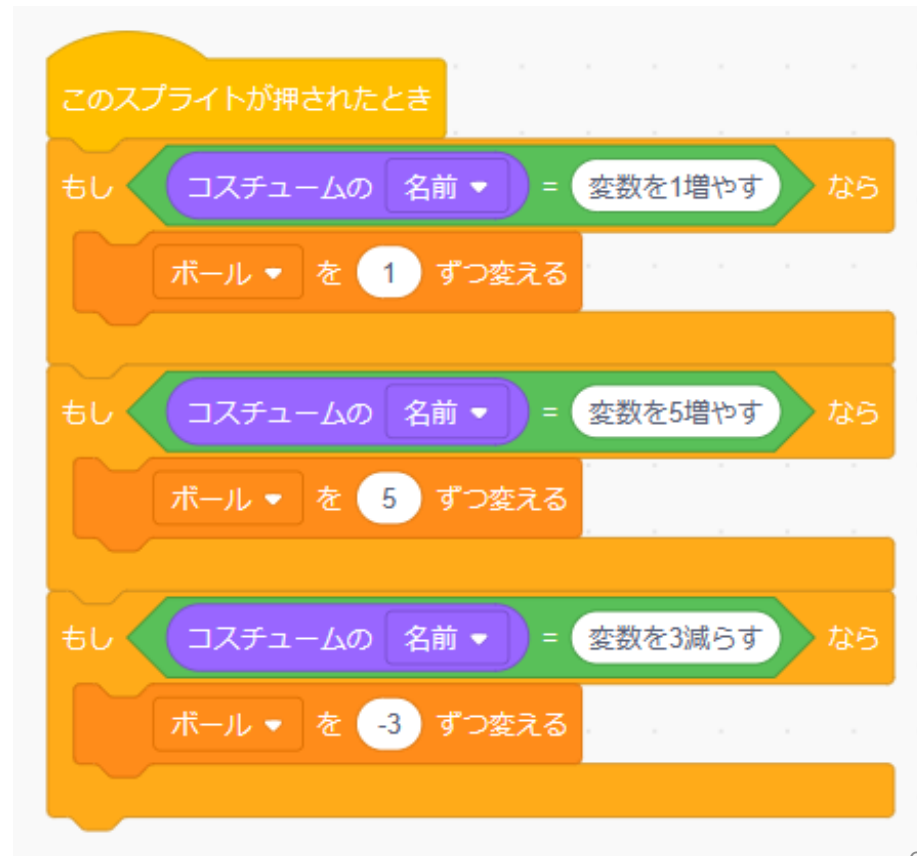 このスプライトが押されたとき
もし コスチュームの 名前 = 変数を1増やす なら
ボール を 1 ずつ変える
もし コスチュームの 名前 = 変数を5増やす なら
ボール を 5 ずつ変える
もし コスチュームの 名前 = 変数を3減らす なら
ボール を -3 ずつ変える